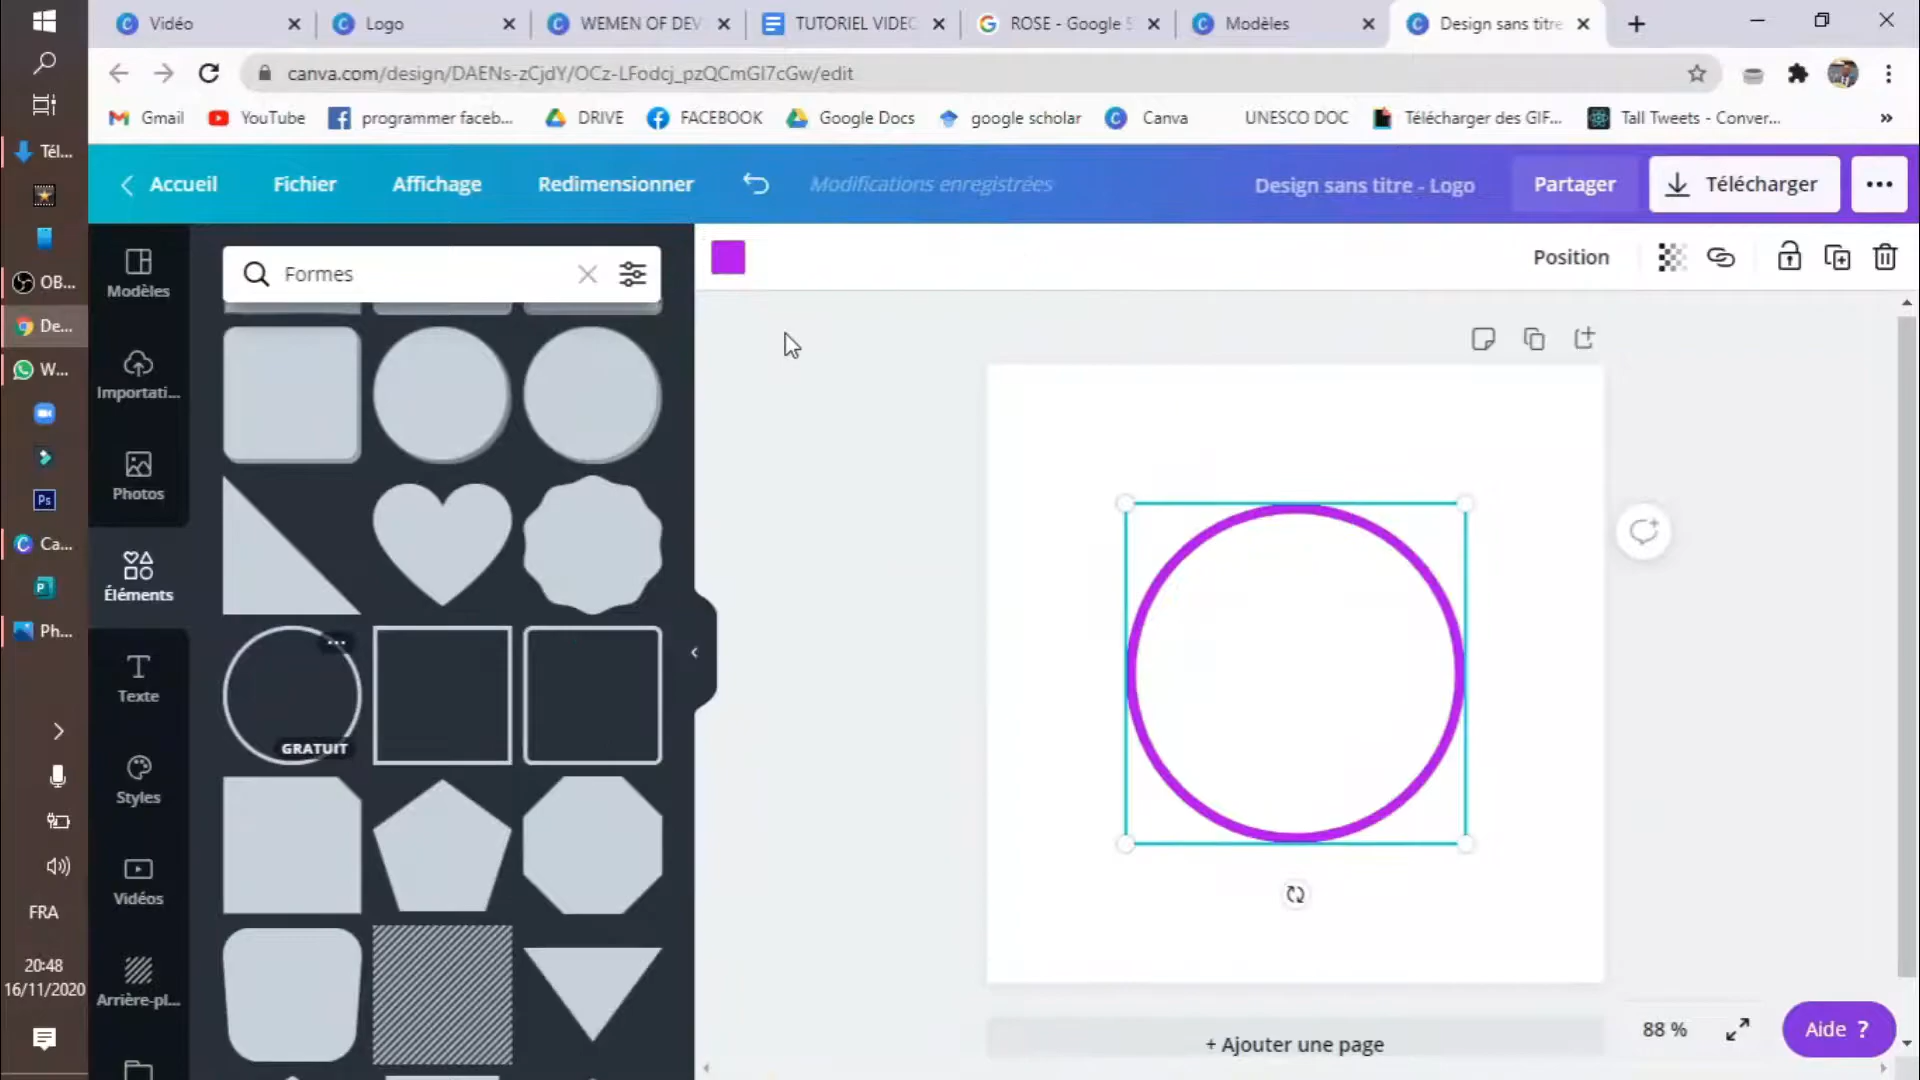 Vidéo
Logo
WEMEN OF DEV
TUTORIEL VIDEO
ROSE - Google S
Modèles
Design sans titre
canva.com/design/DAENs-zCjdY/OCz-LFodcj_pzQCmGl7cGw/edit
Gmail
YouTube
programmer faceb...
DRIVE
FACEBOOK
Google Docs
google scholar
Canva
UNESCO DOC
Télécharger des GIF...
Tall Tweets - Conver...
»
Accueil
Fichier
Affichage
Redimensionner
Modifications enregistrées
Design sans titre - Logo
Partager
Télécharger
Tél...
OB...
De...
W...
Ps
Ca...
Ph...
FRA
20:48
16/11/2020
Modèles
Importati...
Photos
Éléments
Texte
Styles
Vidéos
Arrière-pl...
Formes
GRATUIT
Position
+ Ajouter une page
88 %
Aide ?